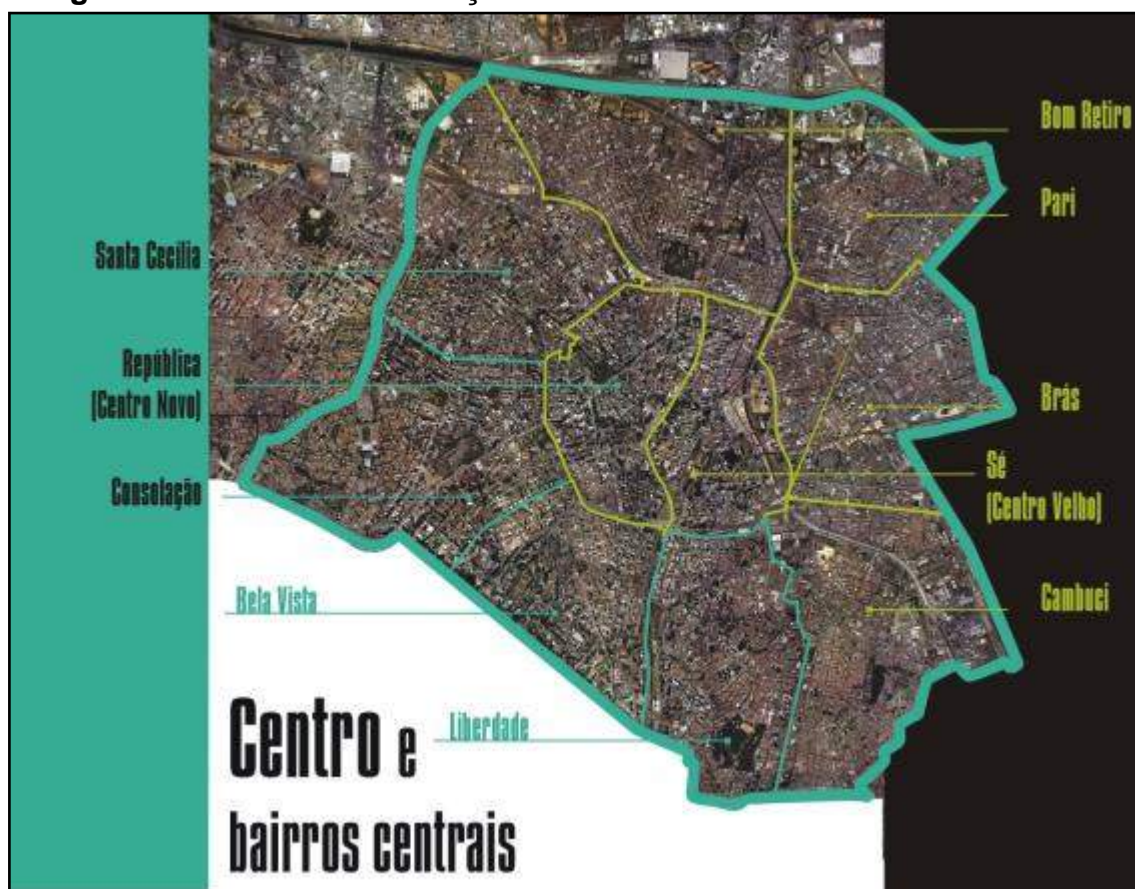 Bom Retiro
Pari
Santa Cecília
República
(Centro Novo)
Brás
Sé
(Centro Velho)
Consolação
Bela Vista
Cambuci
Liberdade
Centro e
bairros centrais